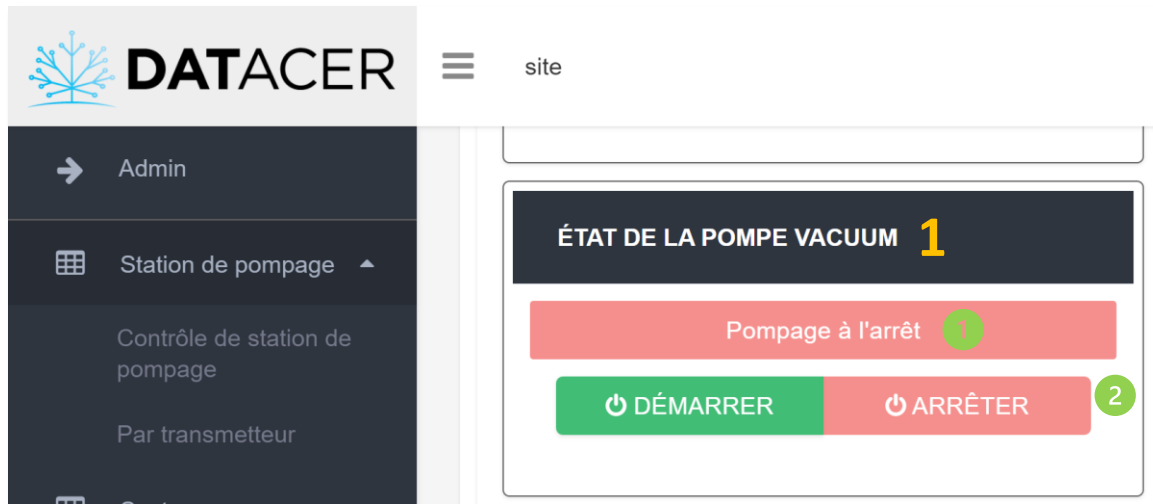 DATACER
site
Admin
ÉTAT DE LA POMPE VACUUM 1
Station de pompage
Pompage à l'arrêt 1
Contrôle de station de
pompage
DÉMARRER
ARRÊTER
2
Par transmetteur